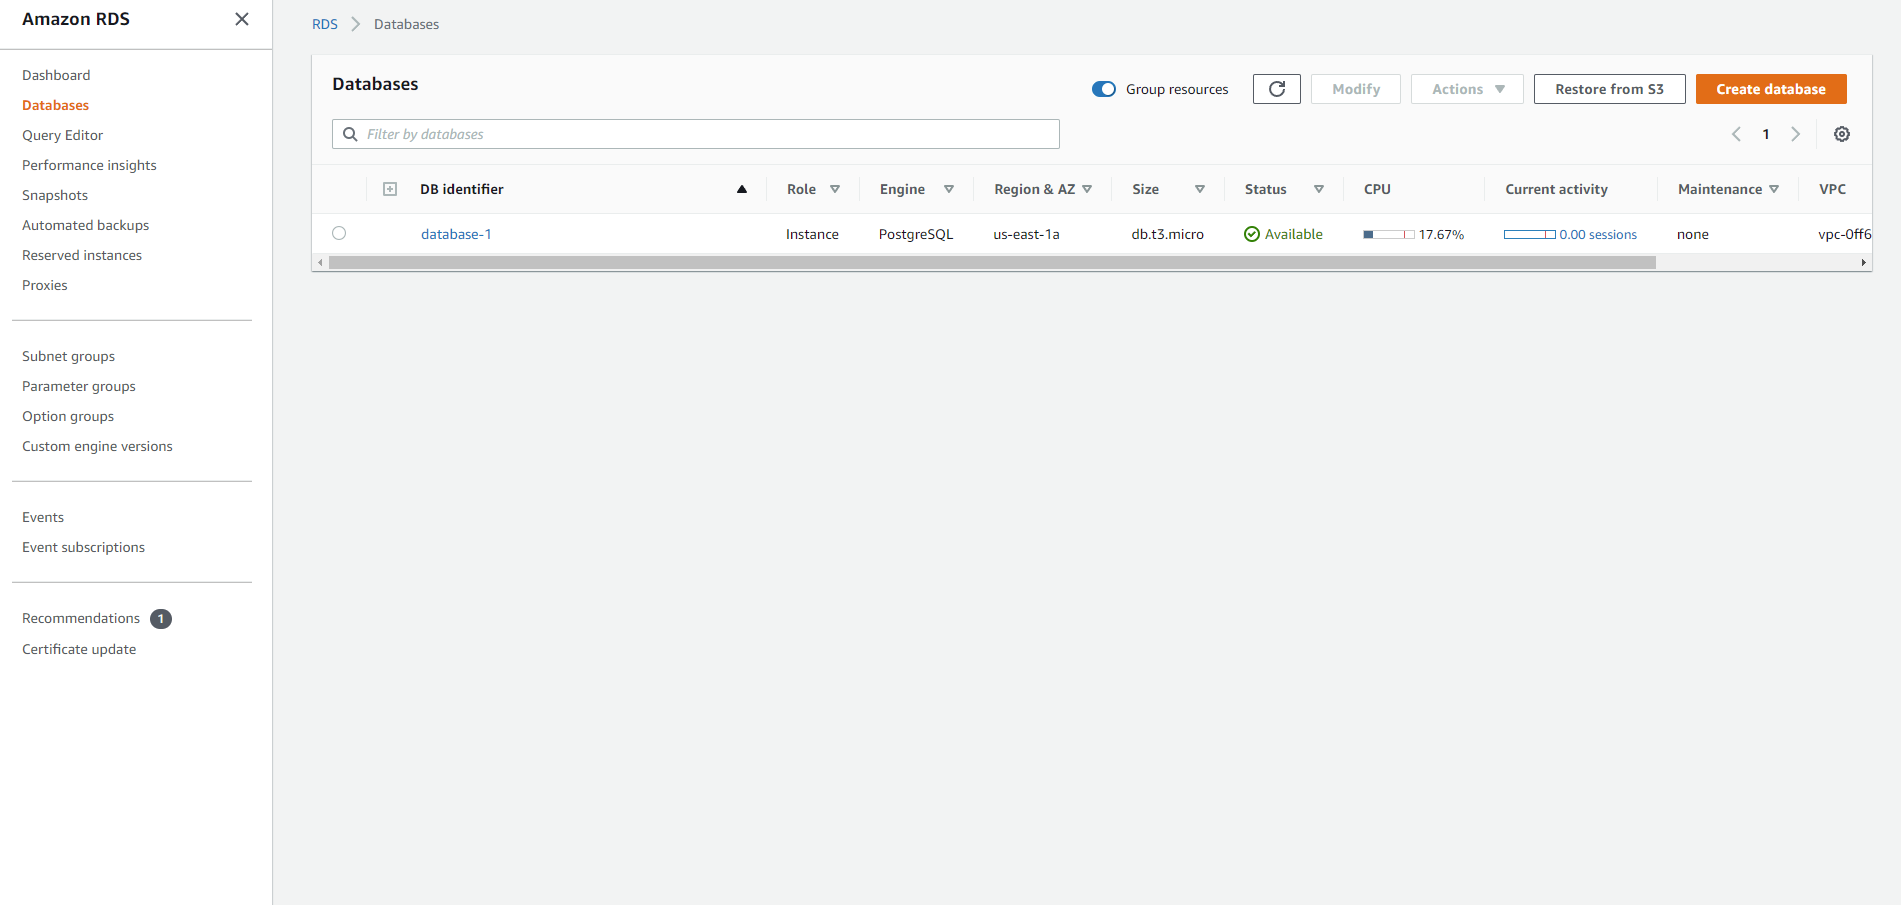 Amazon RDS
Dashboard
Databases
Query Editor
Performance insights
Snapshots
Automated backups
Reserved instances
Proxies
Subnet groups
Parameter groups
Option groups
Custom engine versions
Events
Event subscriptions
Recommendations 1
Certificate update
RDS Databases
Databases
Group resources Modify Actions Restore from S3 Create database
Filter by databases 1
DB identifier Role Engine Region & AZ Size Status CPU Current activity Maintenance VPC
database-1 Instance PostgreSQL us-east-1a db.t3.micro Available 17.67% 0.00 sessions none vpc-0ff6